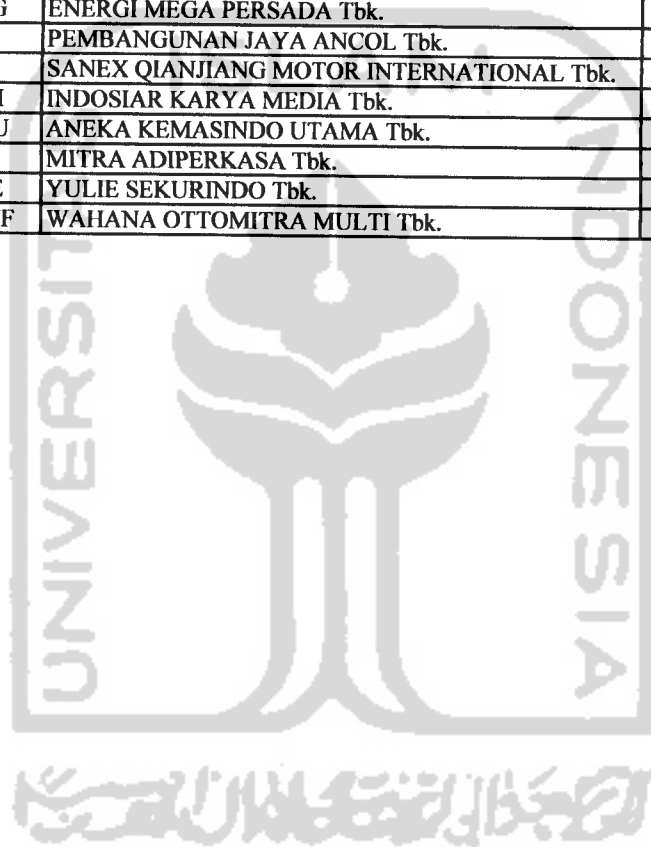 G ENERGI MEGA PERSADA Tbk.
PEMBANGUNAN JAYA ANCOL Tbk.
SANEX QIANJIANG MOTOR INTERNATIONAL Tbk.
I INDOSIAR KARYA MEDIA Tbk.
U ANEKA KEMASINDO UTAMA Tbk.
MITRA ADIPERKASA Tbk.
E YULIE SEKURINDO Tbk.
F WAHANA OTTOMITRA MULTI Tbk.
UNIVERSITAS
ISLAM
INDONESIA